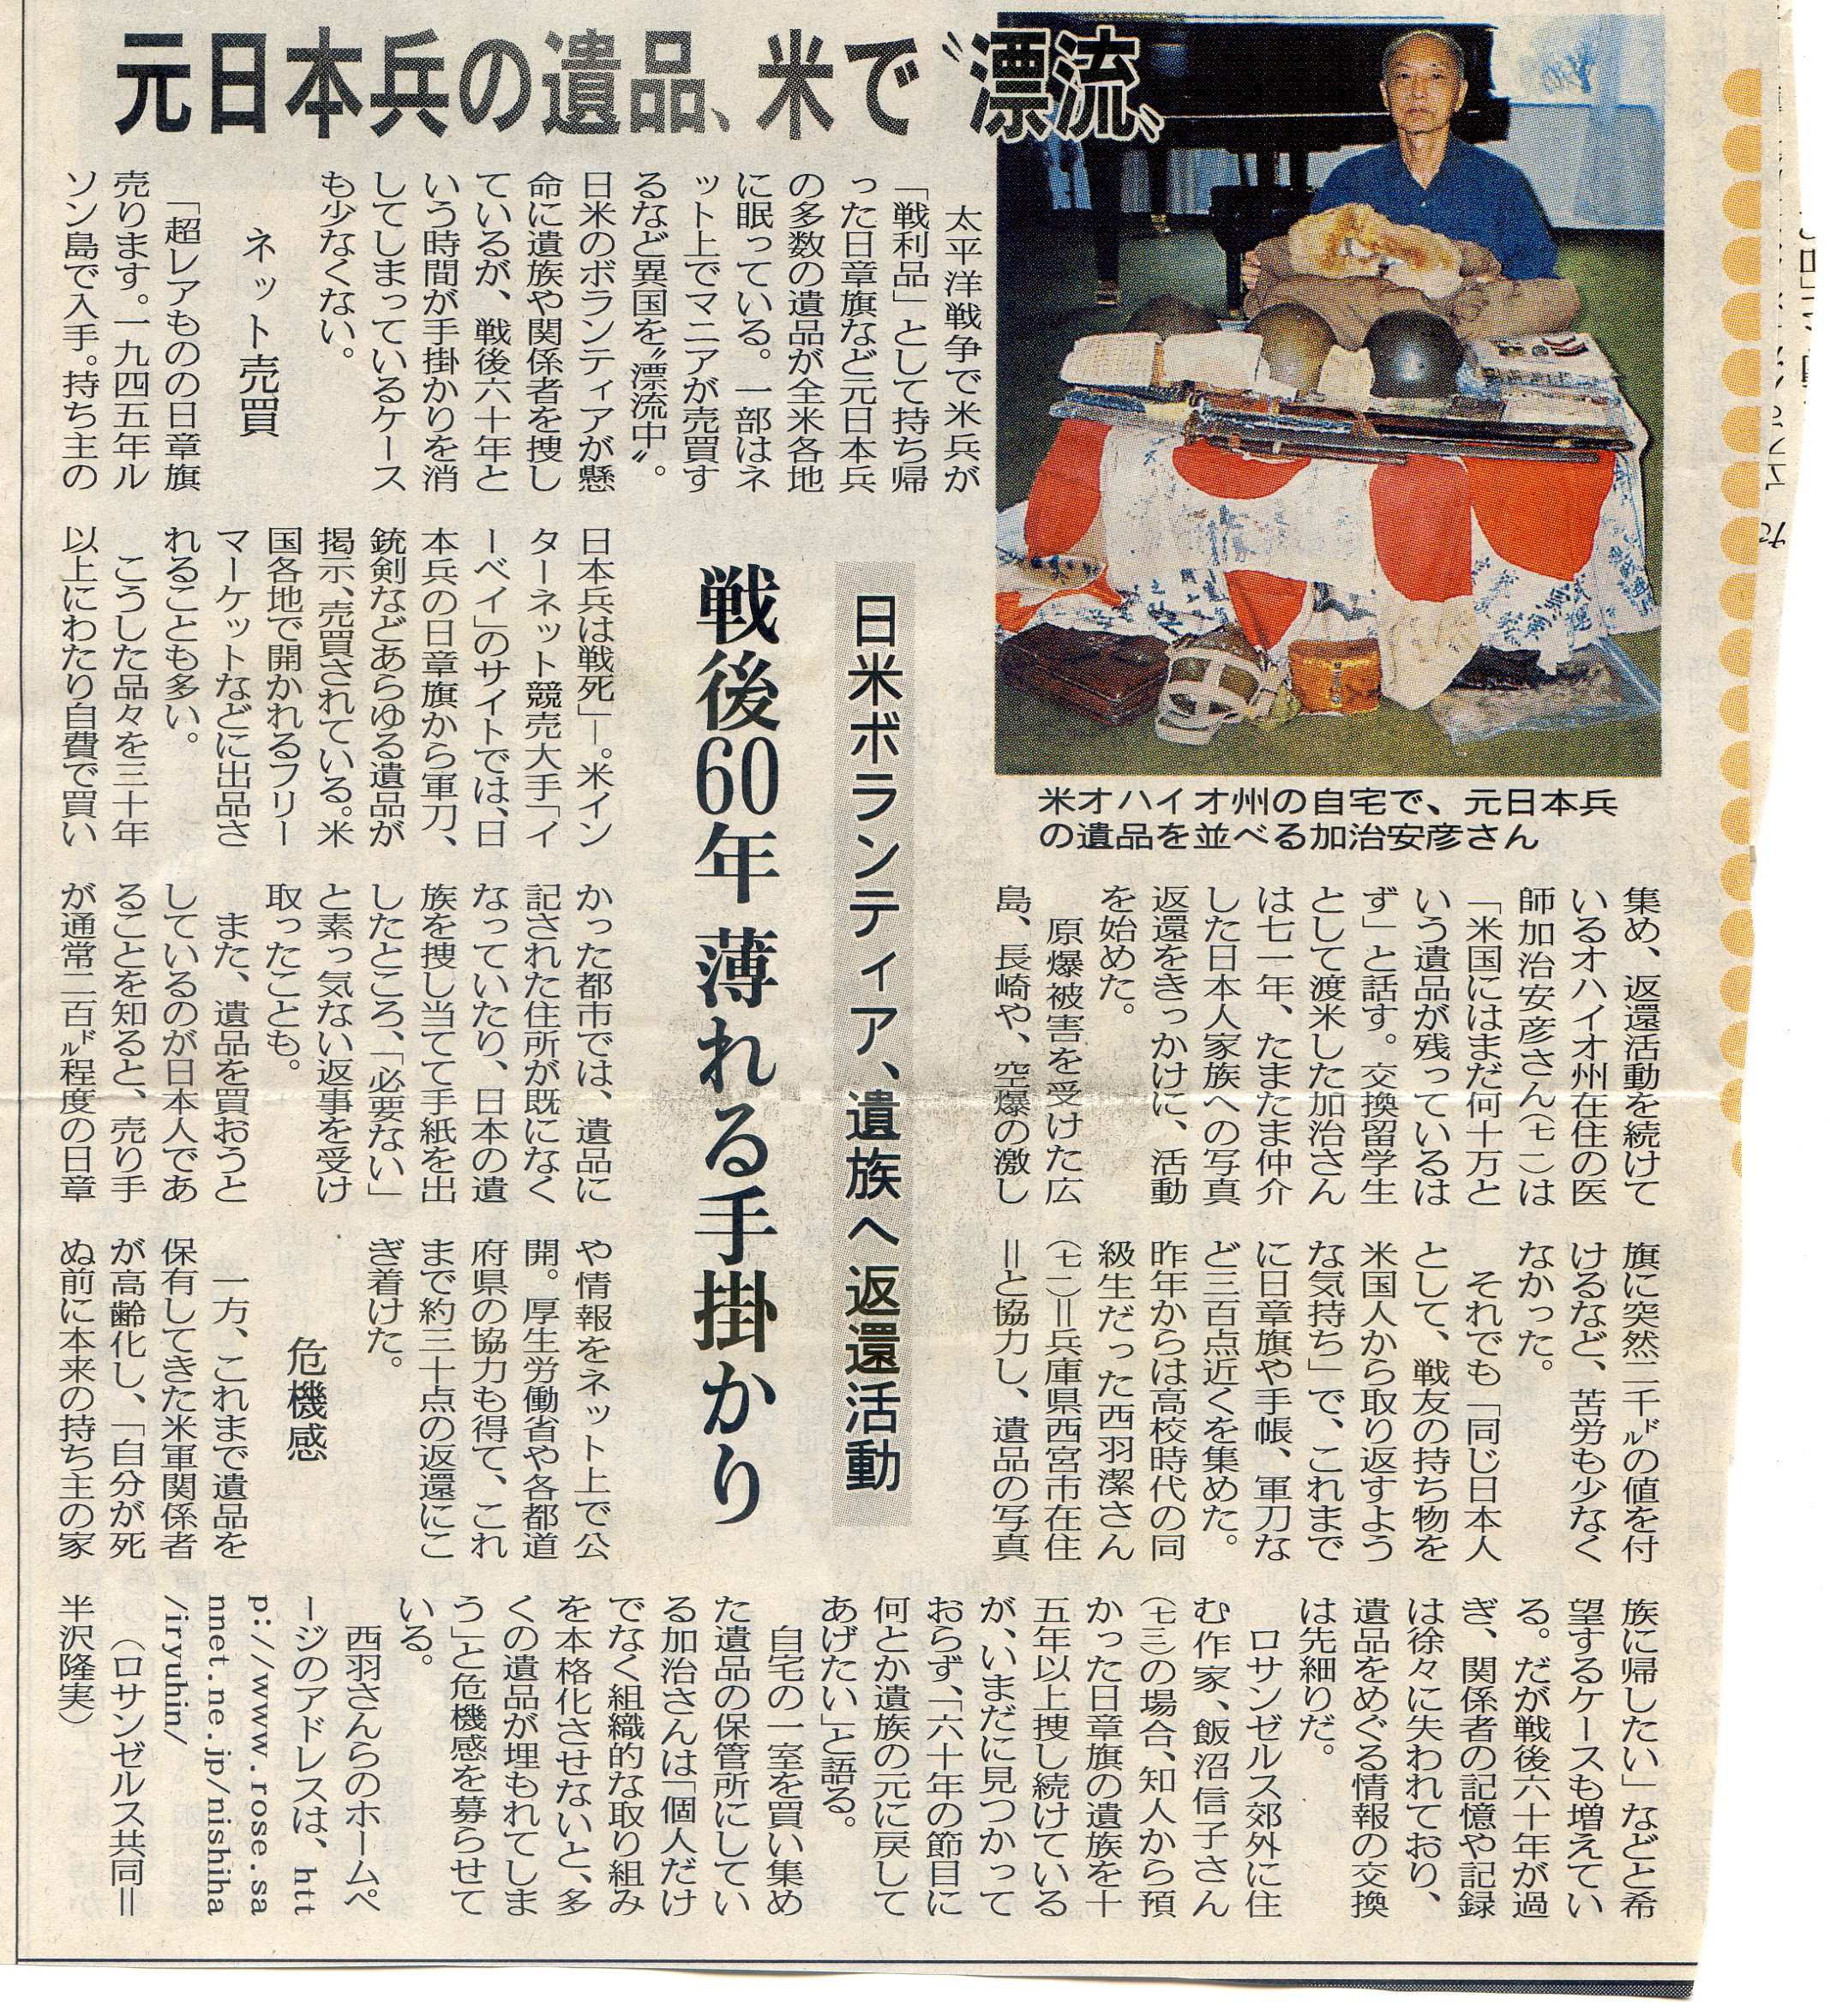 元日本兵の遺品、米で〝漂流〟
米オハイオ州の自宅で、元日本兵
の遺品を並べる加治安彦さん
日米ボランティア、遺族へ返還活動
戦後60年 薄れる手掛かり
太平洋戦争で米兵が
「戦利品」として持ち帰
った日章旗など元日本兵
の多数の遺品が全米各地
に眠っている。一部はネ
ット上でマニアが売買す
るなど異国を〝漂流中〟。
日米のボランティアが懸
命に遺族や関係者を捜し
ているが、戦後六十年と
いう時間が手掛かりを消
してしまっているケース
も少なくない。
ネット売買
「超レアものの日章旗
売ります。一九四五年ル
ソン島で入手。持ち主の
日本兵は戦死」―。米イン
ターネット競売大手「イ
ーベイ」のサイトでは、日
本兵の日章旗から軍刀、
銃剣などあらゆる遺品が
掲示、売買されている。米
国各地で開かれるフリー
マーケットなどに出品さ
れることも多い。
こうした品々を三十年
以上にわたり自費で買い
集め、返還活動を続けて
いるオハイオ州在住の医
師加治安彦さん(七一)は
「米国にはまだ何十万と
いう遺品が残っているは
ず」と話す。交換留学生
として渡米した加治さん
は七一年、たまたま仲介
した日本人家族への写真
返還をきっかけに、活動
を始めた。
原爆被害を受けた広
島、長崎や、空爆の激し
かった都市では、遺品に
記された住所が既になく
なっていたり、日本の遺
族を捜し当てて手紙を出
したところ、「必要ない」
と素っ気ない返事を受け
取ったことも。
また、遺品を買おうと
しているのが日本人であ
ることを知ると、売り手
が通常二百㌦程度の日章
旗に突然二千㌦の値を付
けるなど、苦労も少なく
なかった。
それでも「同じ日本人
として、戦友の持ち物を
米国人から取り返すよう
な気持ち」で、これまで
に日章旗や手帳、軍刀な
ど三百点近くを集めた。
昨年からは高校時代の同
級生だった西羽潔さん
(七一)=兵庫県西宮市在住
=と協力し、遺品の写真
や情報をネット上で公
開。厚生労働省や各都道
府県の協力も得て、これ
まで約三十点の返還にこ
ぎ着けた。
危機感
一方、これまで遺品を
保有してきた米軍関係者
が高齢化し、「自分が死
ぬ前に本来の持ち主の家
族に帰したい」などと希
望するケースも増えてい
る。だが戦後六十年が過
ぎ、関係者の記憶や記録
は徐々に失われており、
遺品をめぐる情報の交換
は先細りだ。
ロサンゼルス郊外に住
む作家、飯沼信子さん
(七三)の場合、知人から預
かった日章旗の遺族を十
五年以上捜し続けている
が、いまだに見つかって
おらず、「六十年の節目に
何とか遺族の元に戻して
あげたい」と語る。
自宅の一室を買い集め
た遺品の保管所にしてい
る加治さんは「個人だけ
でなく組織的な取り組み
を本格化させないと、多
くの遺品が埋もれてしま
う」と危機感を募らせて
いる。
西羽さんらのホームペ
ージのアドレスは、htt
p://www.rose.sa
nnet.ne.jp/nishiha
/iryuhin/
(ロサンゼルス共同=
半沢隆実)